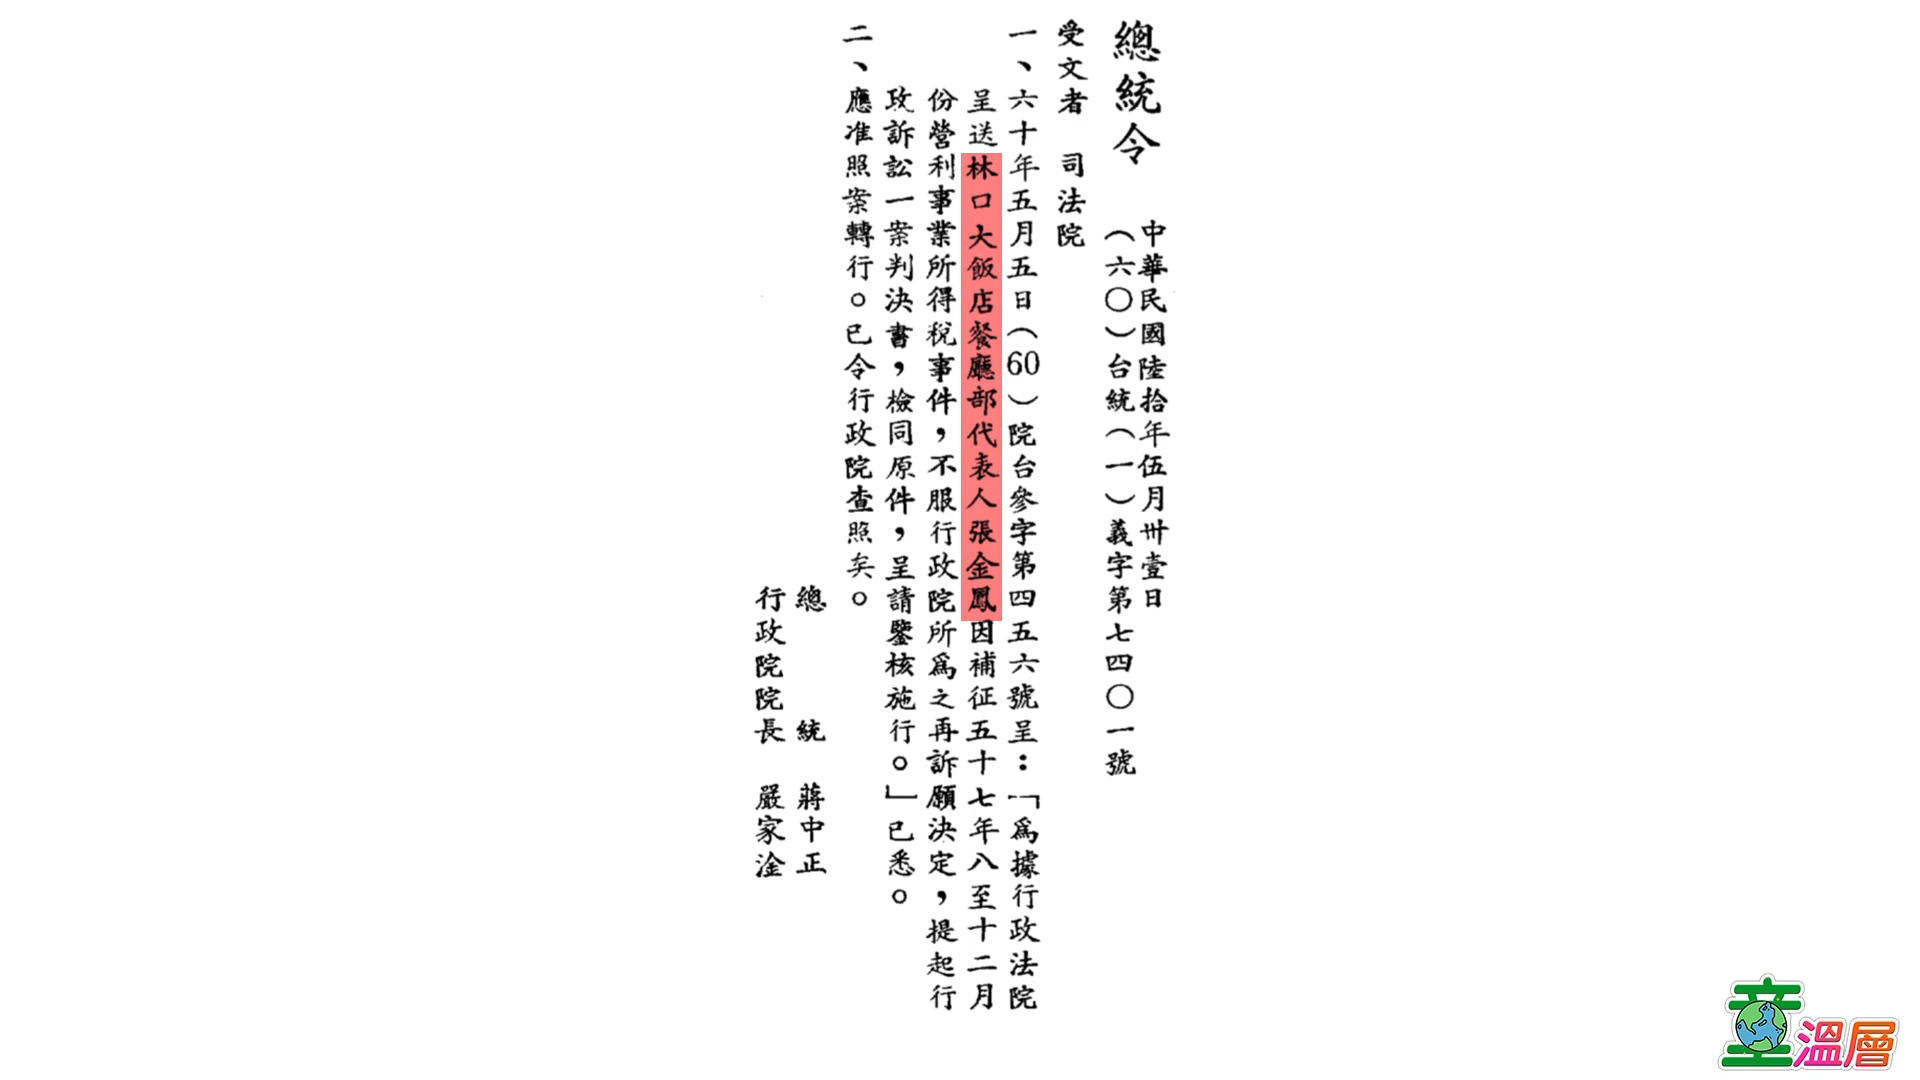 總統令
中華民國陸拾年伍月卅壹日
(六〇)台統(一)義字第七四〇一號
受文者　司法院
一、六十年五月五日(60)院台參字第四五六號呈:「爲據行政法院
呈送林口大飯店餐廳部代表人張金鳳因補征五十七年八至十二月
份營利事業所得稅事件,不服行政院所爲之再訴願決定,提起行
政訴訟一案判決書,檢同原件,呈請鑒核施行。」已悉。
二、應准照案轉行。已令行政院查照矣。
總　　統　蔣中正
行政院院長　嚴家淦
童溫層